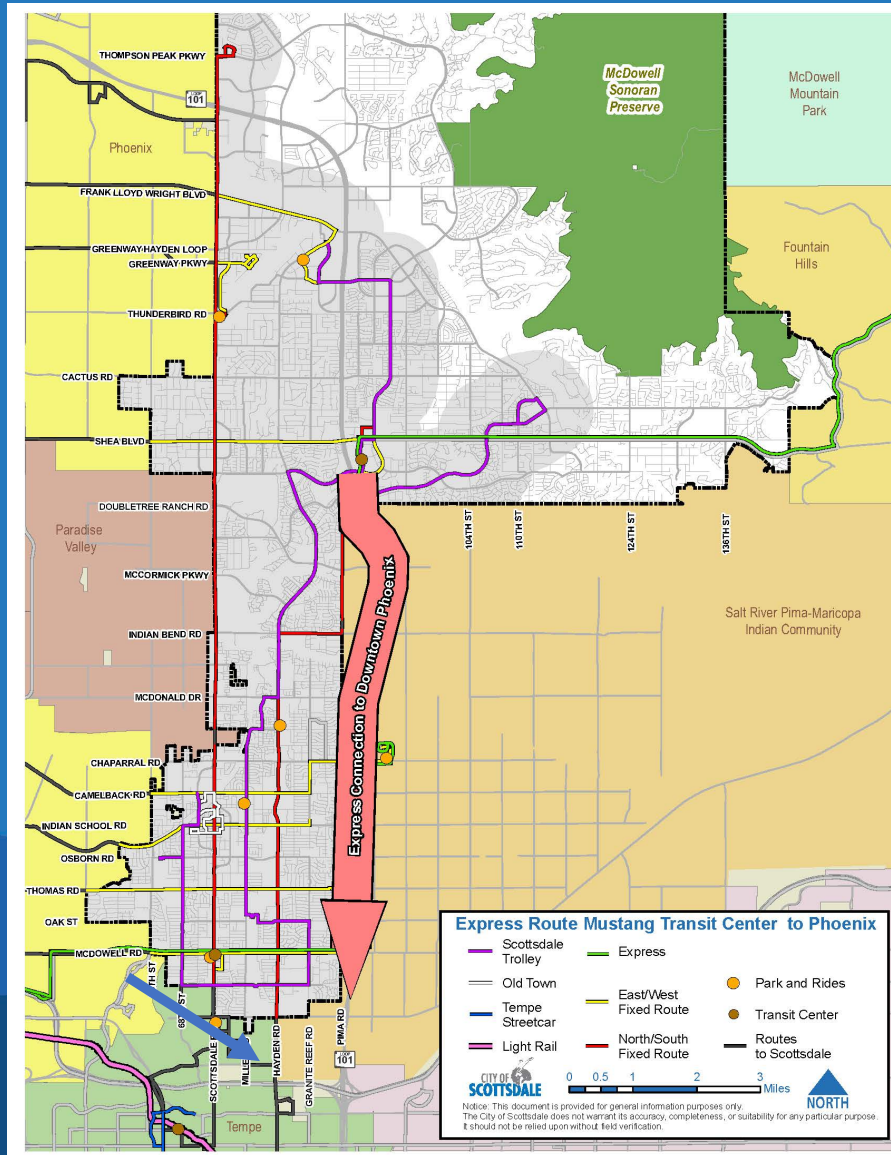 THOMPSON PEAK PKWY
LOOP
101
McDowell
Sonoran
Preserve
McDowell
Mountain
Park
Phoenix
FRANK LLOYD WRIGHT BLVD
GREENWAY-HAYDEN LOOP
GREENWAY PKWY
Fountain
Hills
THUNDERBIRD RD
CACTUS RD
SHEA BLVD
DOUBLETREE RANCH RD
104TH ST
110TH ST
124TH ST
136TH ST
Paradise
Valley
MCCORMICK PKWY
Express Connection to Downtown Phoenix
Salt River Pima-Maricopa
Indian Community
INDIAN BEND RD
MCDONALD DR
CHAPARRAL RD
CAMELBACK RD
INDIAN SCHOOL RD
OSBORN RD
THOMAS RD
OAK ST
MCDOWELL RD
TH ST
68TH ST
SCOTTSDALE R
HAYDEN RD
GRANITE REEF RD
PIMA RD
LOOP
101
Tempe
Express Route Mustang Transit Center to Phoenix
Scottsdale
Trolley
Express
Old Town
East/West
Fixed Route
Park and Rides
Tempe
Streetcar
Transit Center
Light Rail
North/South
Fixed Route
Routes
to Scottsdale
CITY OF
SCOTTSDALE
0 0.5 1 2 3
Miles
NORTH
Notice: This document is provided for general information purposes only.
The City of Scottsdale does not warrant its accuracy, completeness, or suitability for any particular purpose.
It should not be relied upon without field verification.